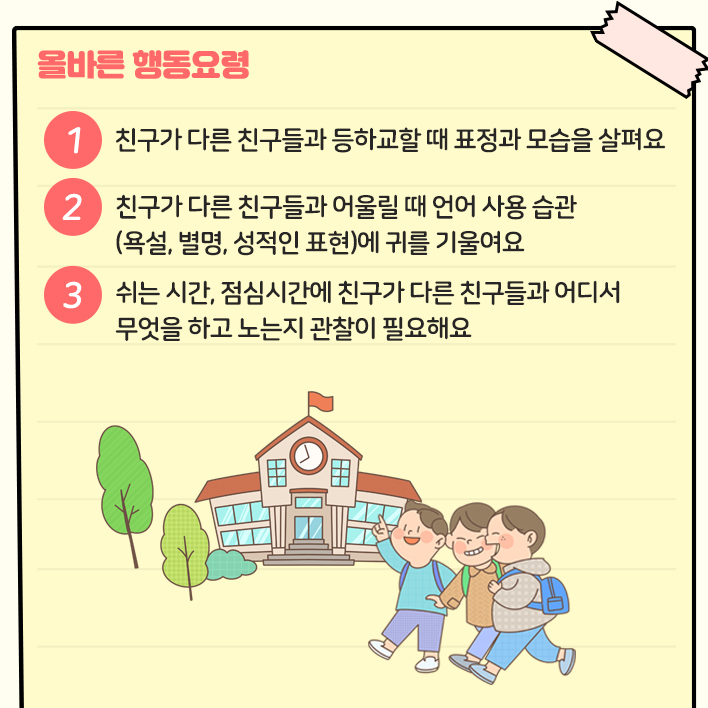 올바른 행동요령
1 친구가 다른 친구들과 등하교할 때 표정과 모습을 살펴요
2 친구가 다른 친구들과 어울릴 때 언어 사용 습관
(욕설, 별명, 성적인 표현)에 귀를 기울여요
3 쉬는 시간, 점심시간에 친구가 다른 친구들과 어디서
무엇을 하고 노는지 관찰이 필요해요